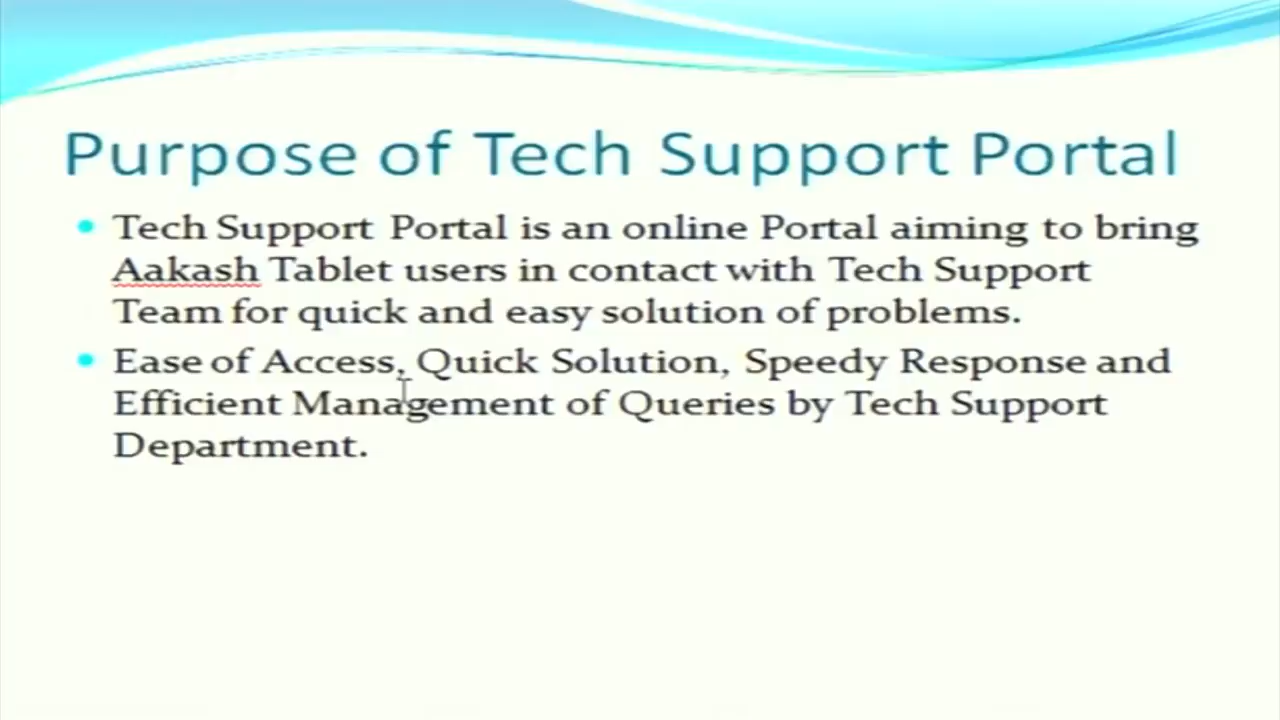 Purpose of Tech Support Portal
Tech Support Portal is an online Portal aiming to bring
Aakash Tablet users in contact with Tech Support
Team for quick and easy solution of problems.
Ease of Access, Quick Solution, Speedy Response and
Efficient Management of Queries by Tech Support
Department.